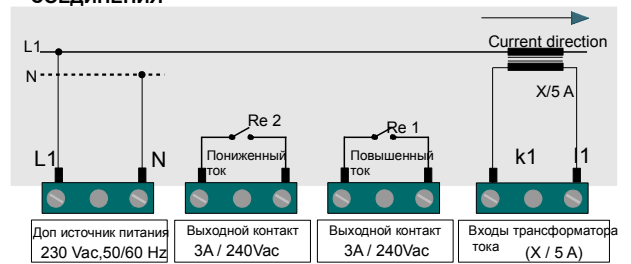 СОЕДИНЕНИЯ
Current direction
L1
N
X/5 A
Re 2
Re 1
L1
N
Пониженный
ток
Повышенный
ток
k1
l1
Доп источник питания
230 Vac,50/60 Hz
Выходной контакт
3A / 240Vac
Выходной контакт
3A / 240Vac
Входы трансформатора
тока
(X / 5 A)